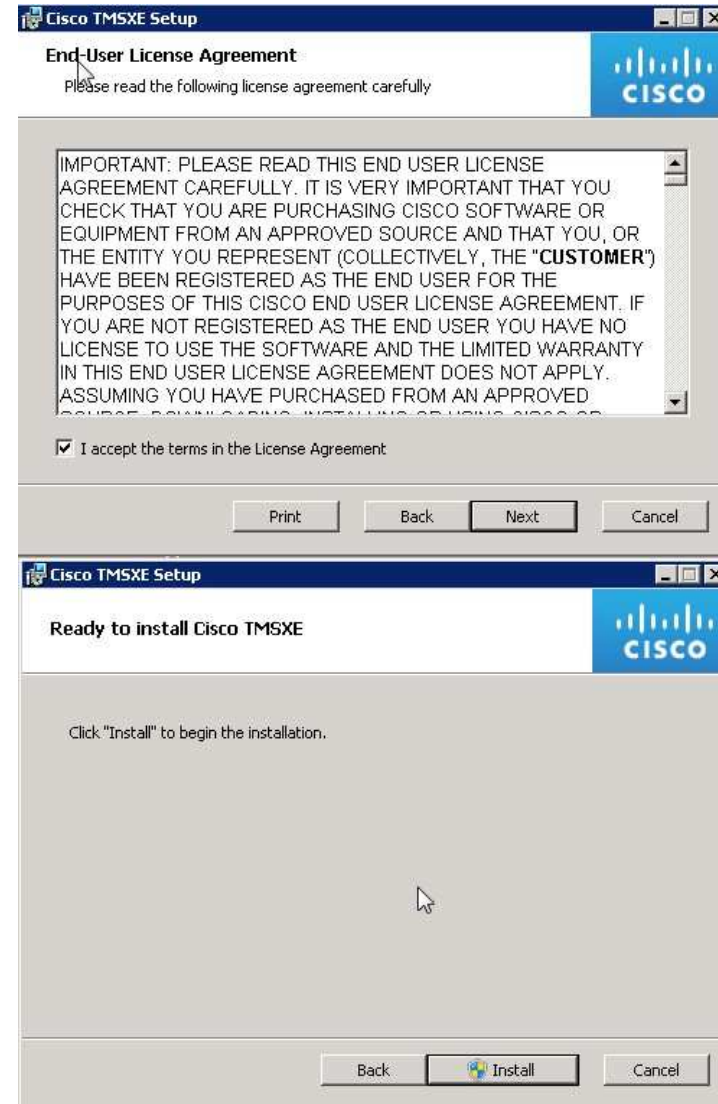 Cisco TMSXE Setup
End-User License Agreement
Please read the following license agreement carefully
CISCO
IMPORTANT: PLEASE READ THIS END USER LICENSE
AGREEMENT CAREFULLY. IT IS VERY IMPORTANT THAT YOU
CHECK THAT YOU ARE PURCHASING CISCO SOFTWARE OR
EQUIPMENT FROM AN APPROVED SOURCE AND THAT YOU, OR
THE ENTITY YOU REPRESENT (COLLECTIVELY, THE "CUSTOMER")
HAVE BEEN REGISTERED AS THE END USER FOR THE
PURPOSES OF THIS CISCO END USER LICENSE AGREEMENT. IF
YOU ARE NOT REGISTERED AS THE END USER YOU HAVE NO
LICENSE TO USE THE SOFTWARE AND THE LIMITED WARRANTY
IN THIS END USER LICENSE AGREEMENT DOES NOT APPLY.
ASSUMING YOU HAVE PURCHASED FROM AN APPROVED
I accept the terms in the License Agreement
Print Back Next Cancel
Cisco TMSXE Setup
Ready to install Cisco TMSXE
CISCO
Click "Install" to begin the installation.
Back Install Cancel